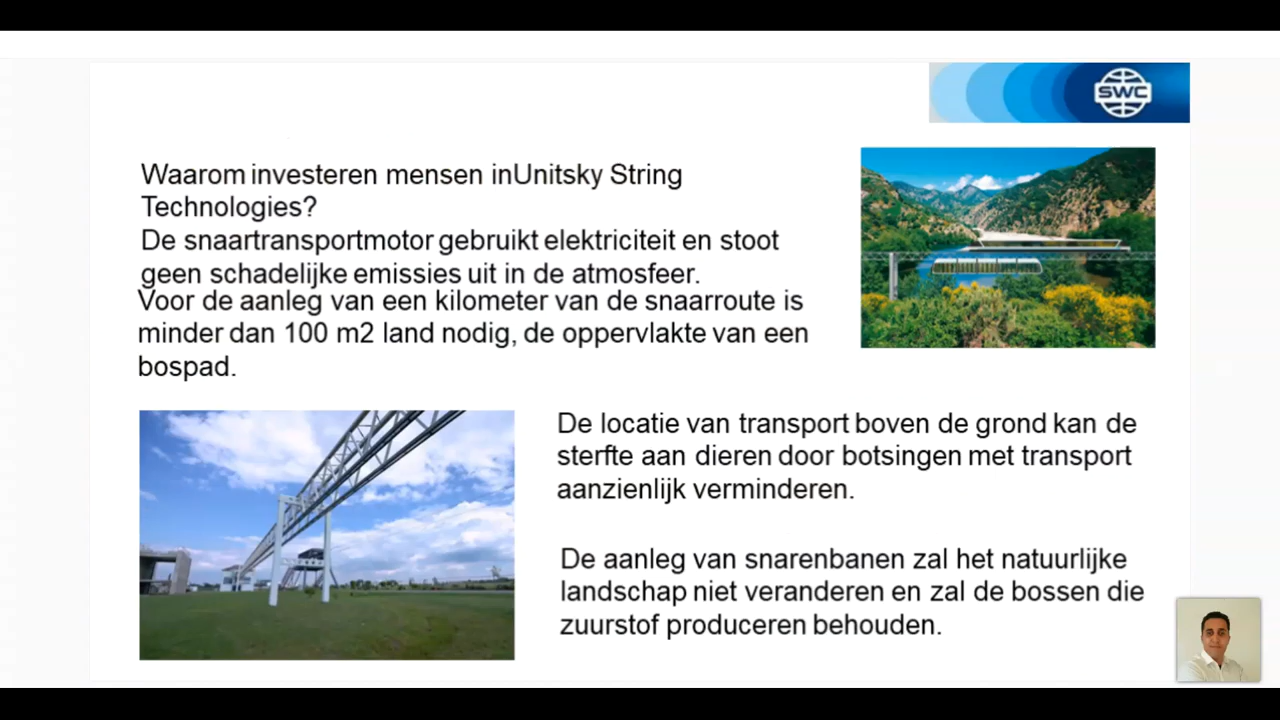 SWC
Waarom investeren mensen inUnitsky String
Technologies?
De snaartransportmotor gebruikt elektriciteit en stoot
geen schadelijke emissies uit in de atmosfeer.
Voor de aanleg van een kilometer van de snaarroute is
minder dan 100 m2 land nodig, de oppervlakte van een
bospad.
De locatie van transport boven de grond kan de
sterfte aan dieren door botsingen met transport
aanzienlijk verminderen.
De aanleg van snarenbanen zal het natuurlijke
landschap niet veranderen en zal de bossen die
zuurstof produceren behouden.